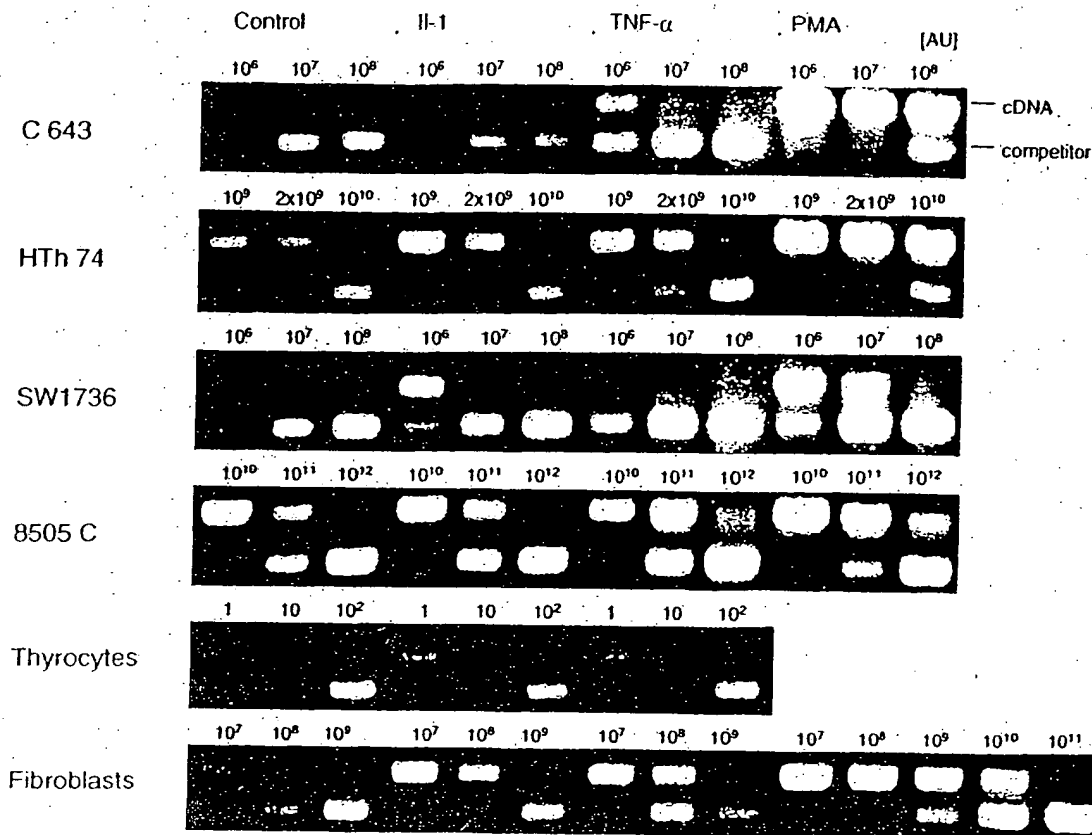 Control Il-1 TNF-α PMA [AU]
10⁶ 10⁷ 10⁸ 10⁶ 10⁷ 10⁸ 10⁶ 10⁷ 10⁸ 10⁶ 10⁷ 10⁸
C 643
cDNA
competitor
10⁹ 2x10⁹ 10¹⁰ 10⁹ 2x10⁹ 10¹⁰ 10⁹ 2x10⁹ 10¹⁰ 10⁹ 2x10⁹ 10¹⁰
HTh 74
10⁶ 10⁷ 10⁸ 10⁶ 10⁷ 10⁸ 10⁶ 10⁷ 10⁸ 10⁶ 10⁷ 10⁸
SW1736
10¹⁰ 10¹¹ 10¹² 10¹⁰ 10¹¹ 10¹² 10¹⁰ 10¹¹ 10¹² 10¹⁰ 10¹¹ 10¹²
8505 C
1 10 10² 1 10 10² 1 10 10²
Thyrocytes
10⁷ 10⁸ 10⁹ 10⁷ 10⁸ 10⁹ 10⁷ 10⁸ 10⁹ 10⁷ 10⁸ 10⁹ 10¹⁰ 10¹¹
Fibroblasts